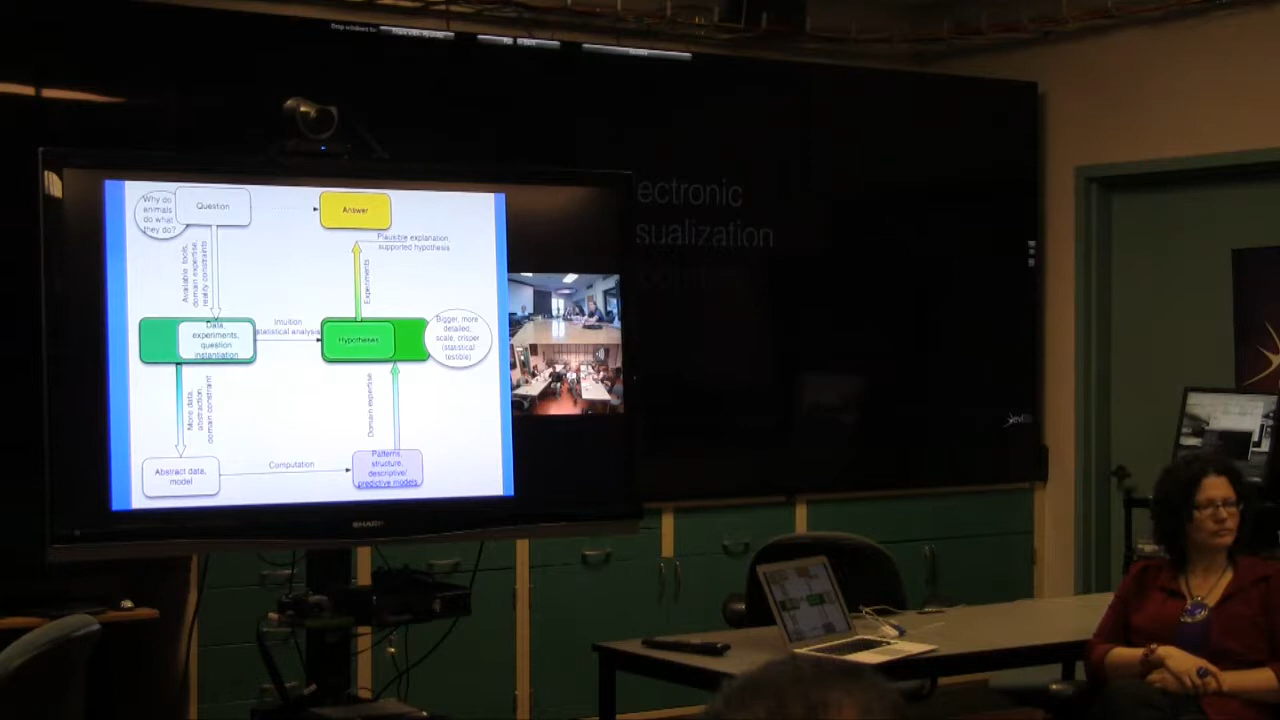 Why do
animals
do what
they do?
Question
Answer
Plausible explanation,
supported hypothesis
Available tools,
domain expertise,
reality constraints
Experiments
Data,
experiments,
question
instantiation
Intuition
statistical analysis
Hypotheses
Bigger, more
detailed,
scale, crisper
(statistical
testible)
More data,
abstraction,
domain constraint
Domain expertise
Abstract data,
model
Computation
Patterns,
structure,
descriptive/
predictive models
SHARP
ectronic
sualization
evl